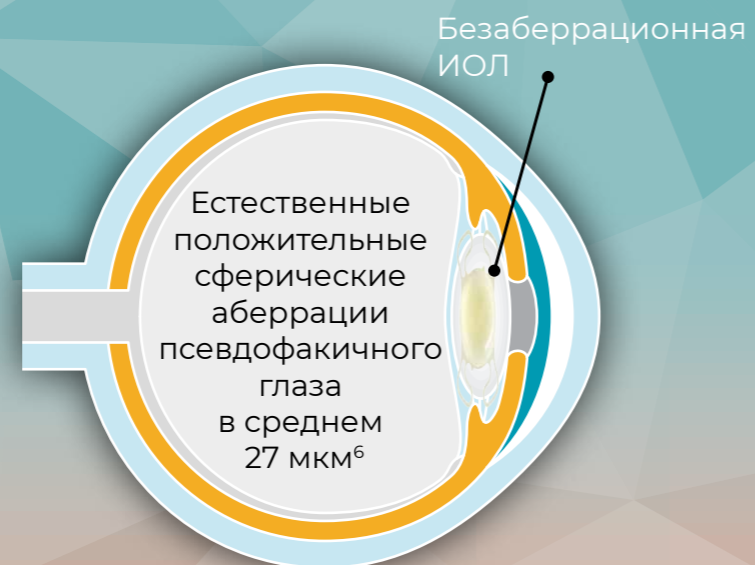 Безаберрационная
ИОЛ
Естественные
положительные
сферические
аберрации
псевдофакичного
глаза
в среднем
27 мкм⁶